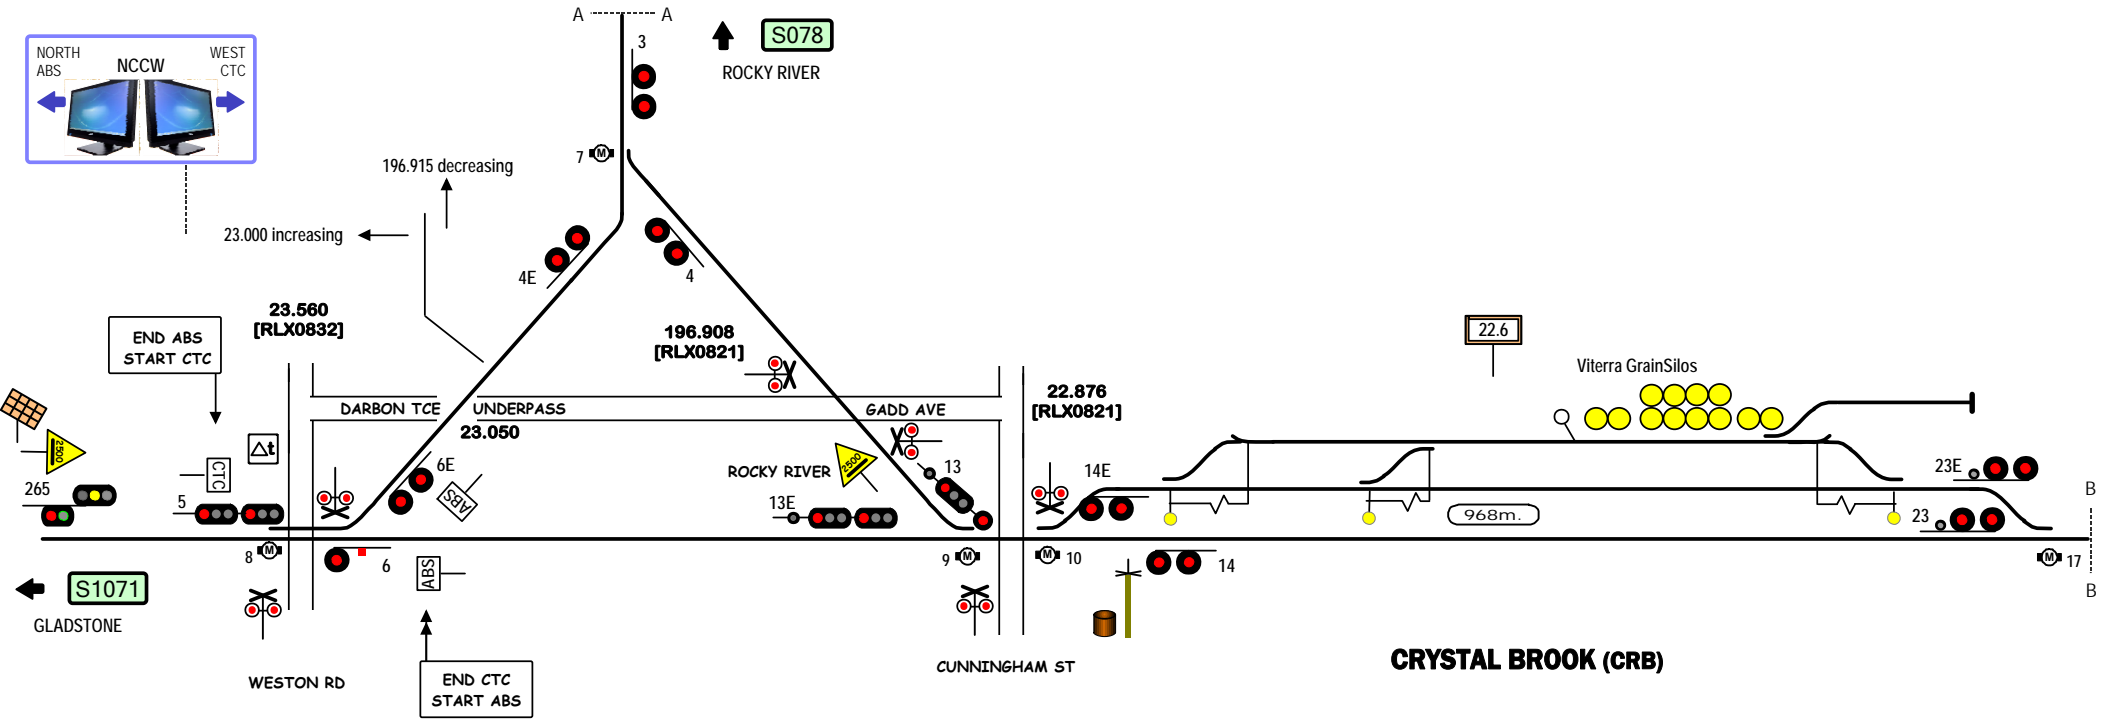 A A
3
S078
ROCKY RIVER
NORTH
ABS
NCCW
WEST
CTC
7 M
196.915 decreasing
23.000 increasing
4E
4
23.560
[RLX0832]
END ABS
START CTC
196.908
[RLX0821]
22.6
Viterra GrainSilos
22.876
[RLX0821]
DARBON TCE
UNDERPASS
GADD AVE
23.050
2500
Δt
CTC
265
5
6E
ABS
ROCKY RIVER
2500
13
13E
14E
23E
23
968m.
B
8 M
6
ABS
9 M
M 10
14
M 17
B
S1071
GLADSTONE
WESTON RD
END CTC
START ABS
CUNNINGHAM ST
CRYSTAL BROOK (CRB)